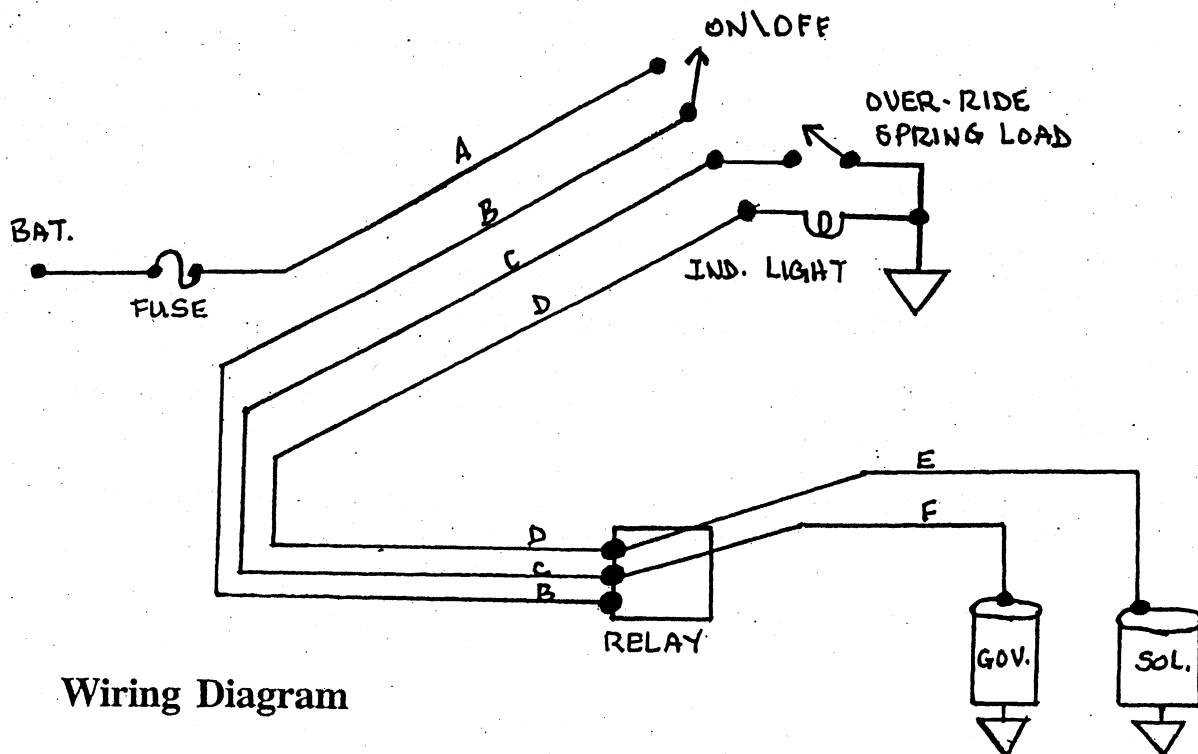 ON\OFF
OVER-RIDE
SPRING LOAD
A
B
BAT.
C
IND. LIGHT
D
FUSE
E
F
D
C
B
RELAY
GOV.
SOL.
Wiring Diagram